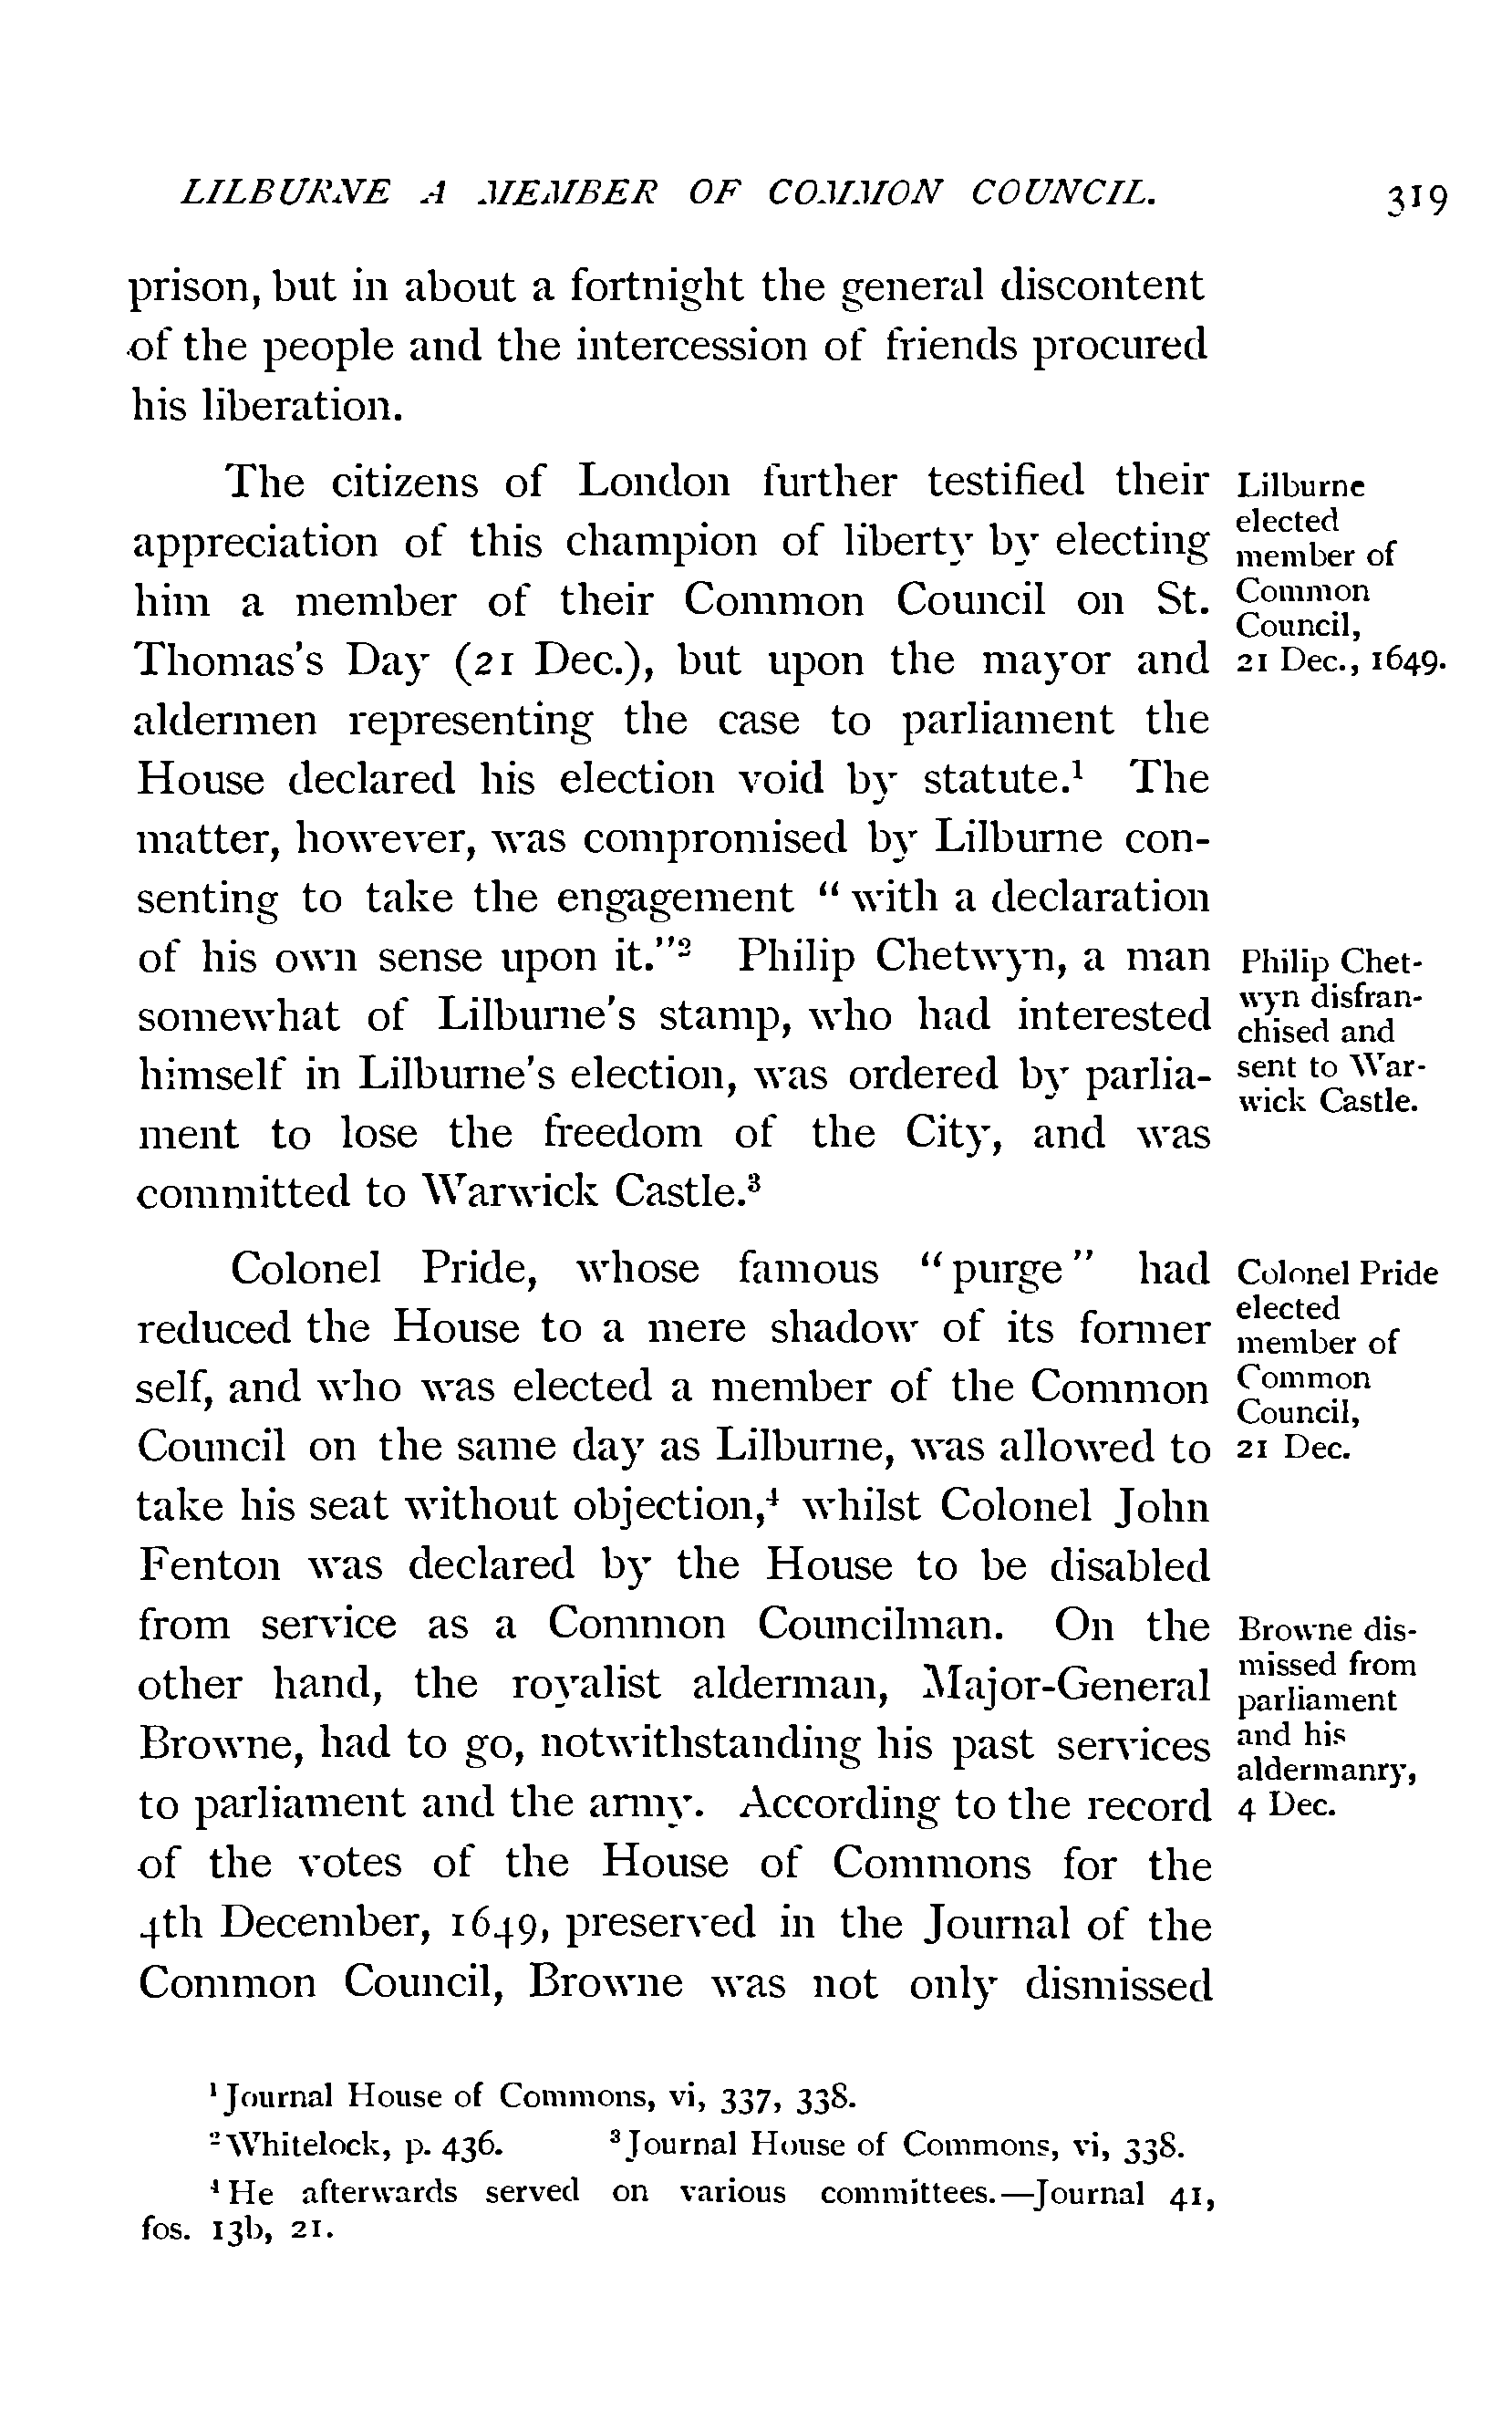 LILBURNE A MEMBER OF COMMON COUNCIL. 319
prison, but in about a fortnight the general discontent
of the people and the intercession of friends procured
his liberation.
The citizens of London further testified their
appreciation of this champion of liberty by electing
him a member of their Common Council on St.
Thomas's Day (21 Dec.), but upon the mayor and
aldermen representing the case to parliament the
House declared his election void by statute.¹ The
matter, however, was compromised by Lilburne con-
senting to take the engagement “with a declaration
of his own sense upon it.”² Philip Chetwyn, a man
somewhat of Lilburne's stamp, who had interested
himself in Lilburne's election, was ordered by parlia-
ment to lose the freedom of the City, and was
committed to Warwick Castle.³
Lilburne
elected
member of
Common
Council,
21 Dec., 1649.
Philip Chet-
wyn disfran-
chised and
sent to War-
wick Castle.
Colonel Pride, whose famous “purge” had
reduced the House to a mere shadow of its former
self, and who was elected a member of the Common
Council on the same day as Lilburne, was allowed to
take his seat without objection,⁴ whilst Colonel John
Fenton was declared by the House to be disabled
from service as a Common Councilman. On the
other hand, the royalist alderman, Major-General
Browne, had to go, notwithstanding his past services
to parliament and the army. According to the record
of the votes of the House of Commons for the
4th December, 1649, preserved in the Journal of the
Common Council, Browne was not only dismissed
Colonel Pride
elected
member of
Common
Council,
21 Dec.
Browne dis-
missed from
parliament
and his
aldermanry,
4 Dec.
¹ Journal House of Commons, vi, 337, 338.
² Whitelock, p. 436. ³ Journal House of Commons, vi, 338.
⁴ He afterwards served on various committees.—Journal 41,
fos. 13b, 21.